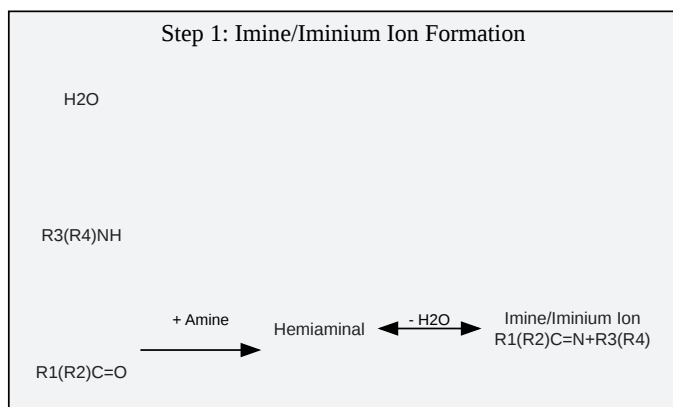 Step 1: Imine/Iminium Ion Formation
H2O
R3(R4)NH
+ Amine
Hemiaminal
- H2O
Imine/Iminium Ion
R1(R2)C=N+R3(R4)
R1(R2)C=O